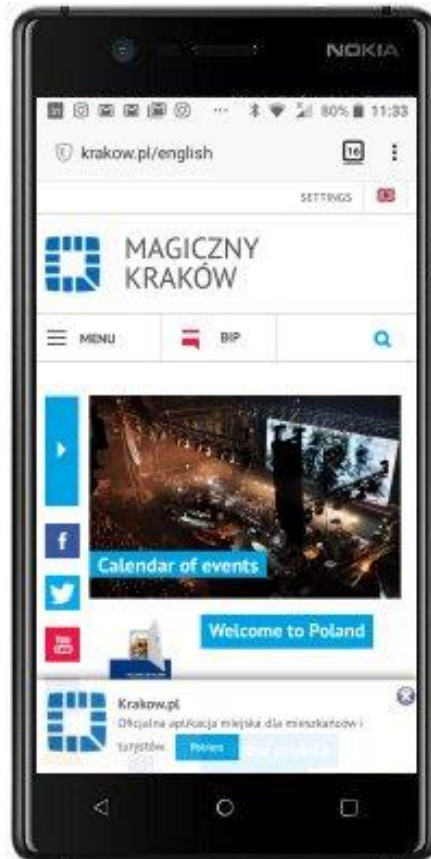 NOKIA
80% 11:33
krakow.pl/english
16
SETTINGS
MAGICZNY
KRAKÓW
MENU
BIP
Calendar of events
You
Welcome to Poland
Krakow.pl
Oficjalna aplikacja miejska dla mieszkańców i
turystów. Pobierz